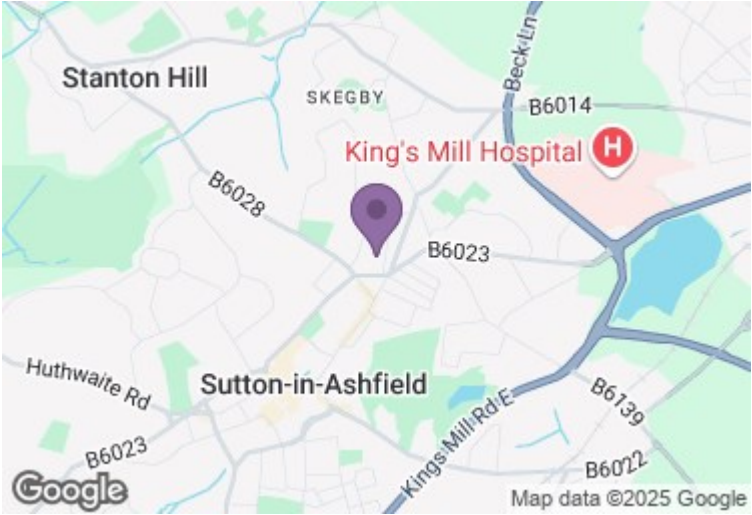 Stanton Hill
SKEGBY
Beck Ln
B6014
King's Mill Hospital
H
B6028
B6023
Huthwaite Rd
Sutton-in-Ashfield
Kings Mill Rd E
B6139
B6023
B6022
Google
Map data ©2025 Google